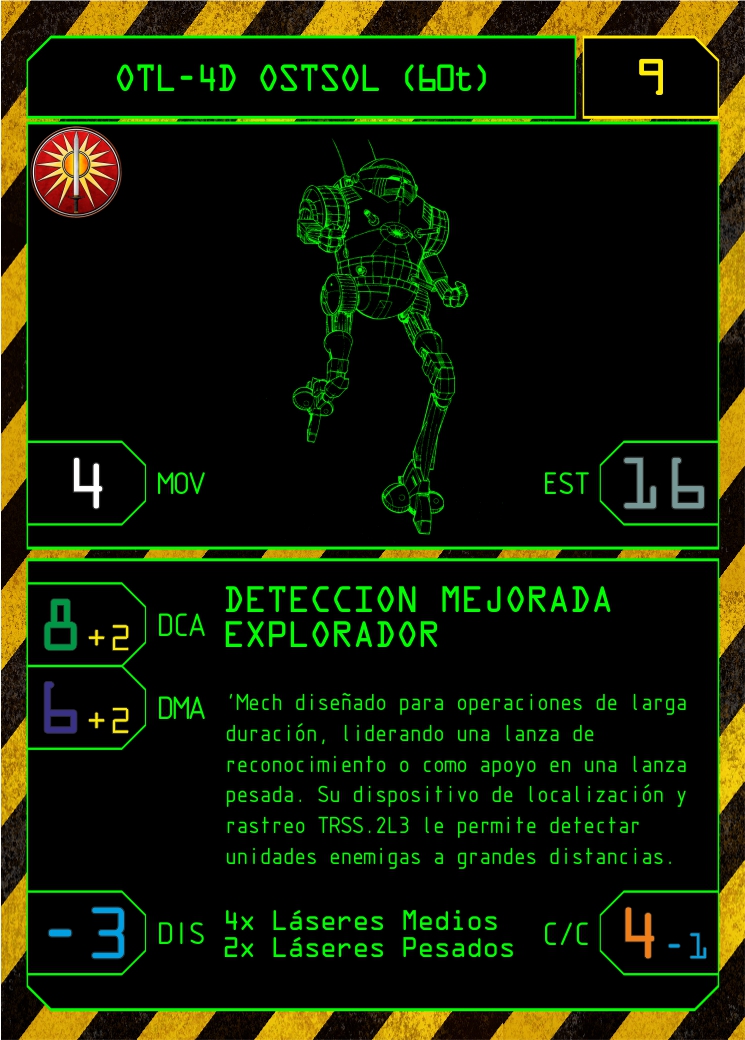 OTL-4D OSTSOL (60t)
9
I
4 MOV
EST 16
8 +2 DCA
DETECCION MEJORADA
EXPLORADOR
6 +2 DMA
'Mech diseñado para operaciones de larga
duración, liderando una lanza de
reconocimiento o como apoyo en una lanza
pesada. Su dispositivo de localización y
rastreo TRSS.2L3 le permite detectar
unidades enemigas a grandes distancias.
-3 DIS
4x Láseres Medios
2x Láseres Pesados
C/C 4 -1